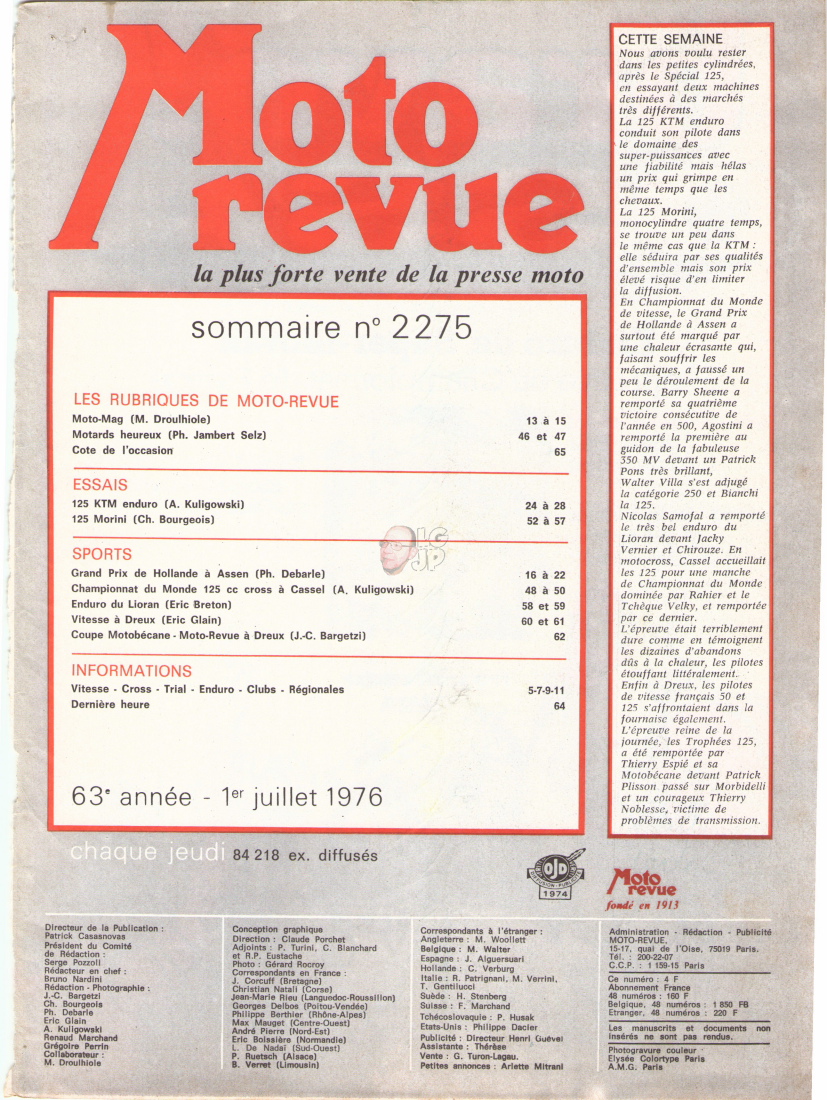 Moto
revue
la plus forte vente de la presse moto
sommaire n° 2275
LES RUBRIQUES DE MOTO-REVUE
Moto-Mag (M. Droulhiole) 13 à 15
Motards heureux (Ph. Jambert Selz) 46 et 47
Cote de l'occasion 65
ESSAIS
125 KTM enduro (A. Kuligowski) 24 à 28
125 Morini (Ch. Bourgeois) 52 à 57
SPORTS
Grand Prix de Hollande à Assen (Ph. Debarle) 16 à 22
Championnat du Monde 125 cc cross à Cassel (A. Kuligowski) 48 à 50
Enduro du Lioran (Eric Breton) 58 et 59
Vitesse à Dreux (Eric Glain) 60 et 61
Coupe Motobécane - Moto-Revue à Dreux (J.-C. Bargetzi) 62
INFORMATIONS
Vitesse - Cross - Trial - Enduro - Clubs - Régionales 5-7-9-11
Dernière heure 64
63e année - 1er juillet 1976
LG
JP
chaque jeudi 84 218 ex. diffusés
OJD
DIFFUSION - PUBLICITÉ
1974
CETTE SEMAINE
Nous avons voulu rester
dans les petites cylindrées,
après le Spécial 125,
en essayant deux machines
destinées à des marchés
très différents.
La 125 KTM enduro
conduit son pilote dans
le domaine des
super-puissances avec
une fiabilité mais hélas
un prix qui grimpe en
même temps que les
chevaux.
La 125 Morini,
monocylindre quatre temps,
se trouve un peu dans
le même cas que la KTM :
elle séduira par ses qualités
d'ensemble mais son prix
élevé risque d'en limiter
la diffusion.
En Championnat du Monde
de vitesse, le Grand Prix
de Hollande à Assen a
surtout été marqué par
une chaleur écrasante qui,
faisant souffrir les
mécaniques, a faussé un
peu le déroulement de la
course. Barry Sheene a
remporté sa quatrième
victoire consécutive de
l'année en 500, Agostini a
remporté la première au
guidon de la fabuleuse
350 MV devant un Patrick
Pons très brillant,
Walter Villa s'est adjugé
la catégorie 250 et Bianchi
la 125.
Nicolas Samofal a remporté
le très bel enduro du
Lioran devant Jacky
Vernier et Chirouze. En
motocross, Cassel accueillait
les 125 pour une manche
de Championnat du Monde
dominée par Rahier et le
Tchèque Velky, et remportée
par ce dernier.
L'épreuve était terriblement
dure comme en témoignent
les dizaines d'abandons
dûs à la chaleur, les pilotes
étouffant littéralement.
Enfin à Dreux, les pilotes
de vitesse français 50 et
125 s'affrontaient dans la
fournaise également.
L'épreuve reine de la
journée, les Trophées 125,
a été remportée par
Thierry Espié et sa
Motobécane devant Patrick
Plisson passé sur Morbidelli
et un courageux Thierry
Noblesse, victime de
problèmes de transmission.
Moto
revue
fondé en 1913
Directeur de la Publication :
Patrick Casasnovas
Président du Comité
de Rédaction :
Serge Pozzoli
Rédacteur en chef :
Bruno Nardini
Rédaction - Photographie :
J.-C. Bargetzi
Ch. Bourgeois
Ph. Debarle
Eric Glain
A. Kuligowski
Renaud Marchand
Grégoire Perrin
Collaborateur :
M. Droulhiole
Conception graphique
Direction : Claude Porchet
Adjoints : P. Turini, C. Blanchard
et R.P. Eustache
Photo : Gérard Rocroy
Correspondants en France :
J. Corcuff (Bretagne)
Christian Natali (Corse)
Jean-Marie Rieu (Languedoc-Roussillon)
Georges Delbos (Poitou-Vendée)
Philippe Berthier (Rhône-Alpes)
Max Mauget (Centre-Ouest)
André Pierre (Nord-Est)
Eric Boissière (Normandie)
L. De Nadaï (Sud-Ouest)
P. Ruetsch (Alsace)
B. Verret (Limousin)
Correspondants à l'étranger :
Angleterre : M. Woollett
Belgique : M. Walter
Espagne : J. Alguersuari
Hollande : C. Verburg
Italie : R. Patrignani, M. Verrini,
T. Gentilucci
Suède : H. Stenberg
Suisse : F. Marchand
Tchécoslovaquie : P. Husak
Etats-Unis : Philippe Dacier
Publicité : Directeur Henri Guével
Assistante : Thérèse
Vente : G. Turon-Lagau.
Petites annonces : Arlette Mitrani
Administration - Rédaction - Publicité
MOTO-REVUE,
15-17, quai de l'Oise, 75019 Paris.
Tél. : 200-22-07
C.C.P. : 1 159-15 Paris
Ce numéro : 4 F
Abonnement France
48 numéros : 160 F
Belgique, 48 numéros : 1 850 FB
Etranger, 48 numéros : 220 F
Les manuscrits et documents non
insérés ne sont pas rendus.
Photogravure couleur
Elysée Colortype Paris
A.M.G. Paris